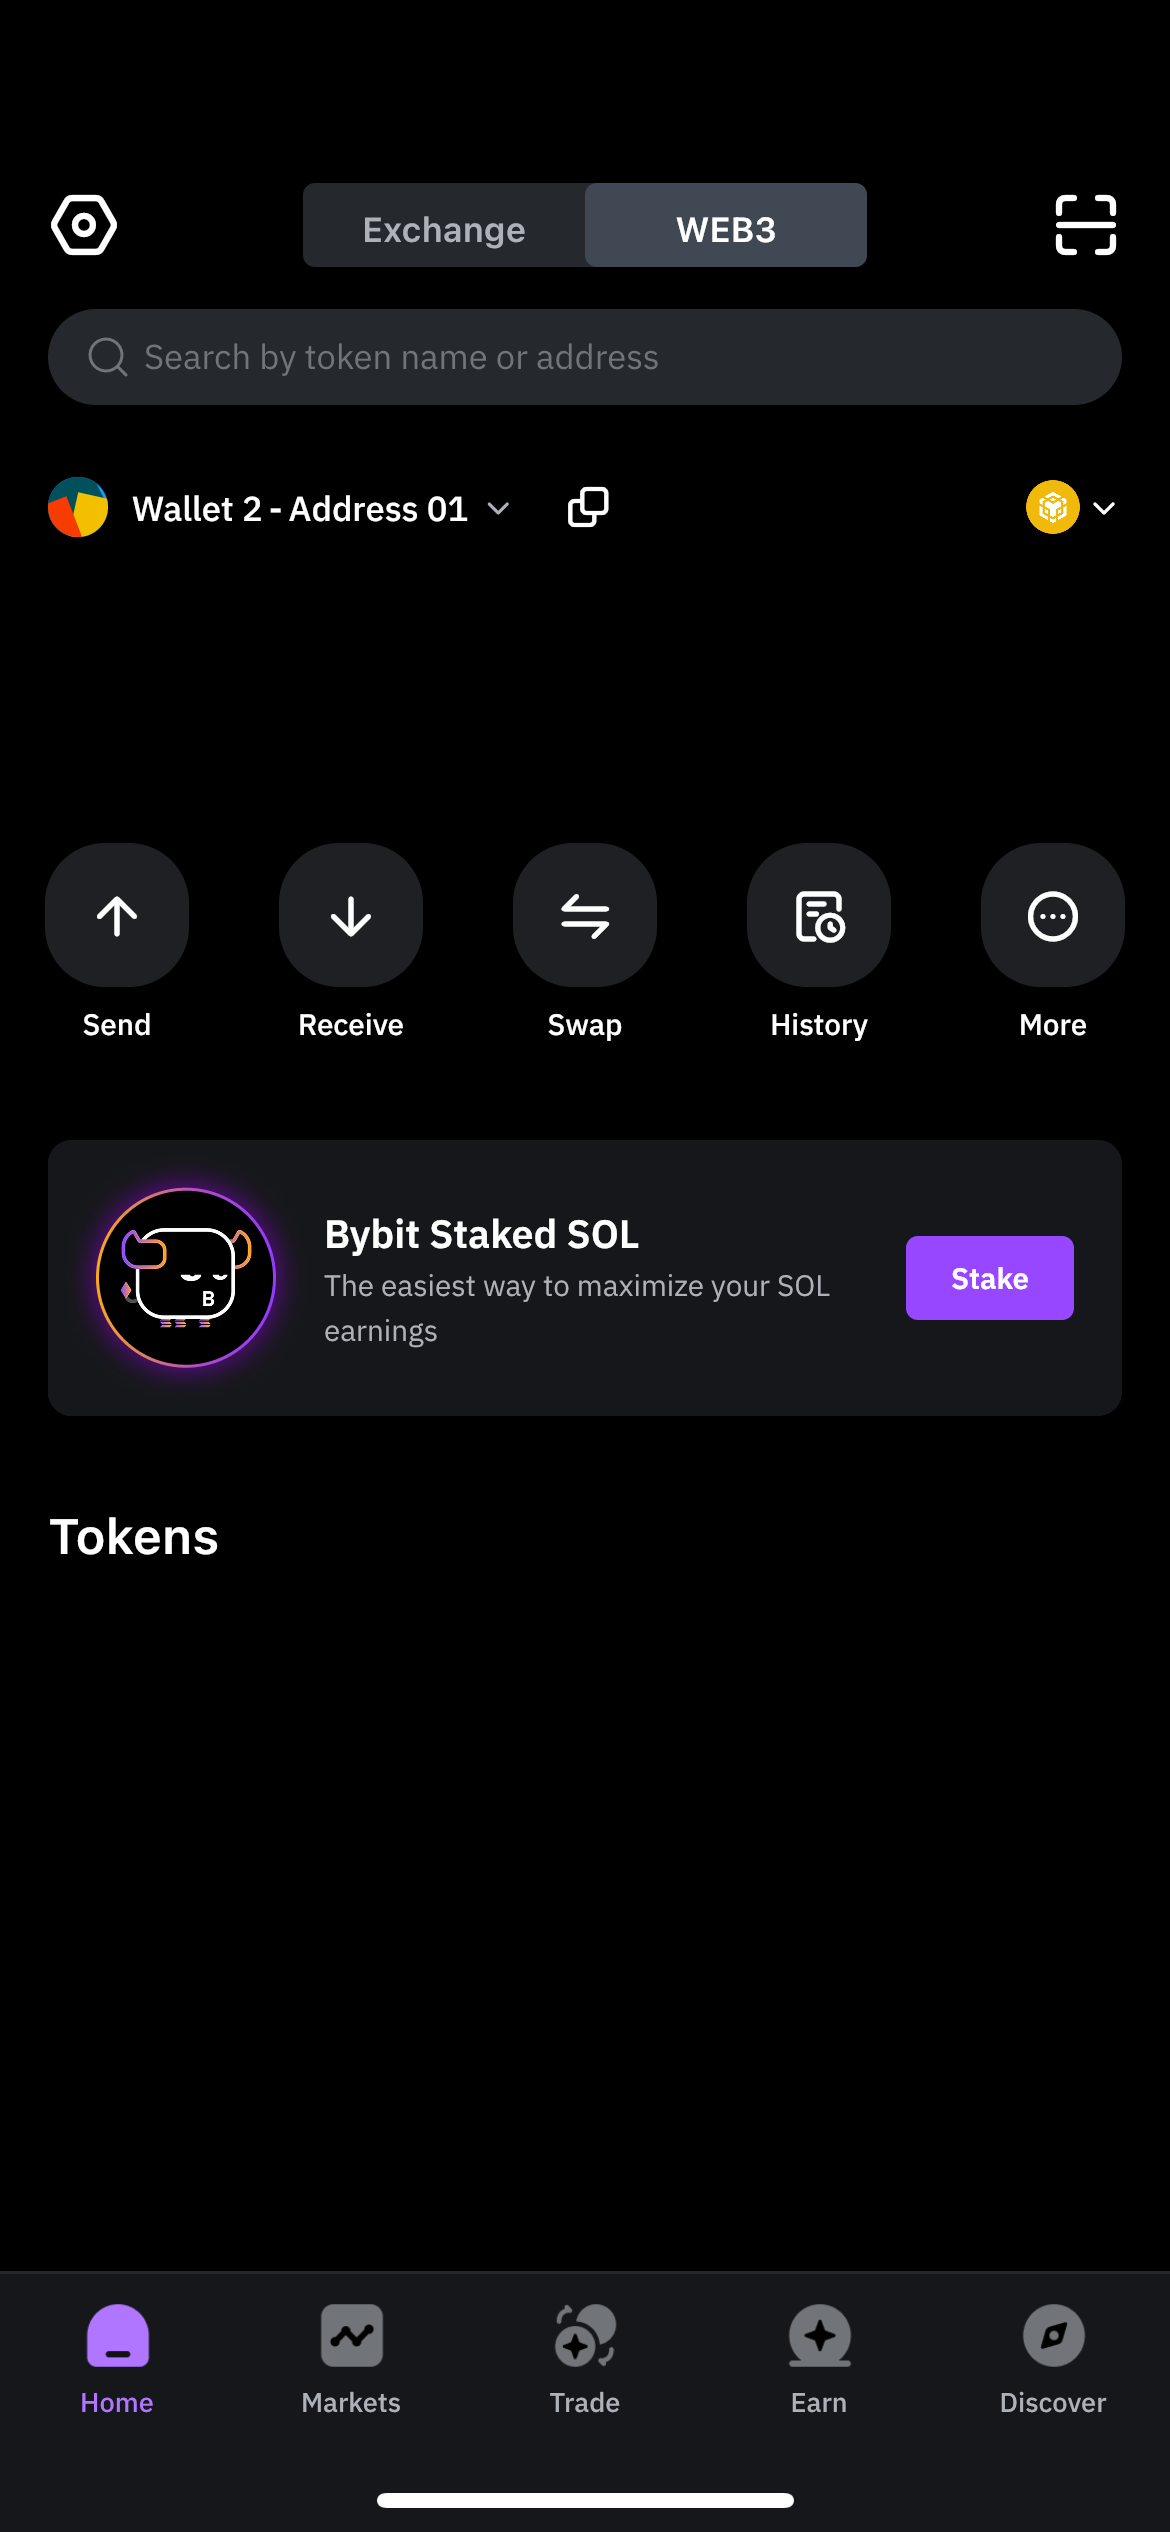 Exchange
WEB3
Search by token name or address
Wallet 2 - Address 01
Send
Receive
Swap
History
More
B
Bybit Staked SOL
The easiest way to maximize your SOL
earnings
Stake
Tokens
Home
Markets
Trade
Earn
Discover